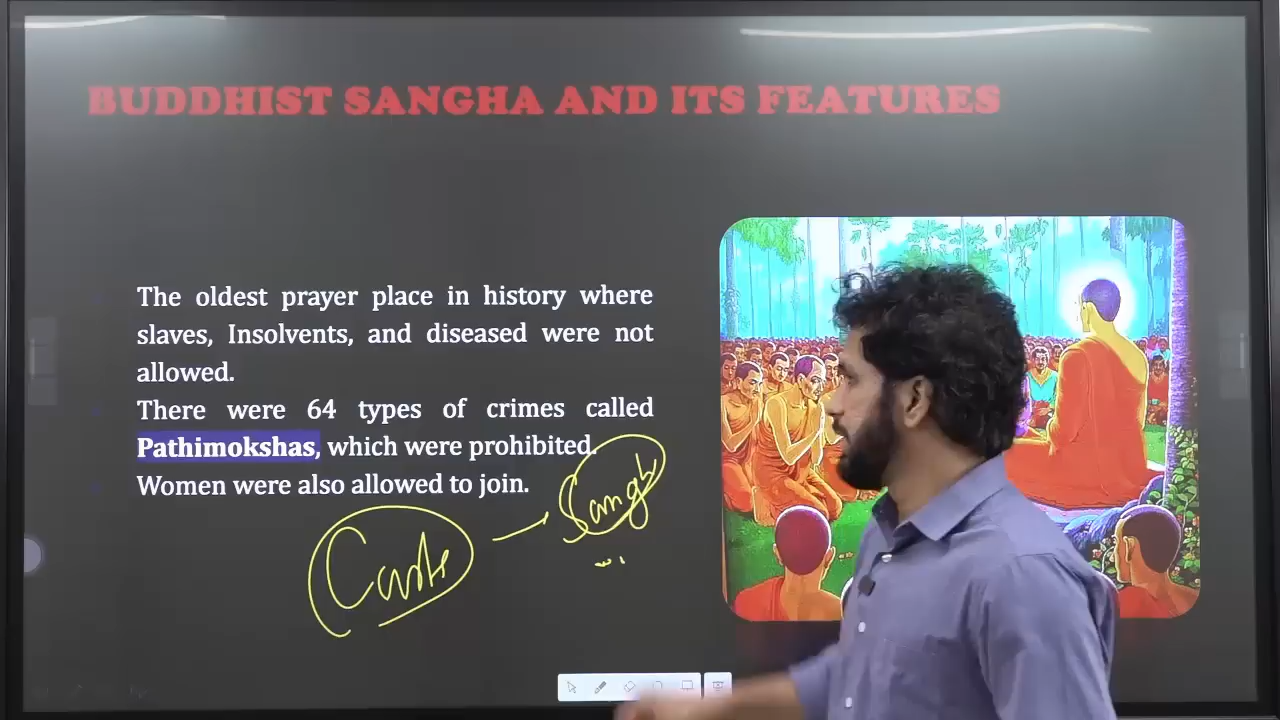 BUDDHIST SANGHA AND ITS FEATURES
The oldest prayer place in history where
slaves, Insolvents, and diseased were not
allowed.
There were 64 types of crimes called
Pathimokshas, which were prohibited.
Women were also allowed to join.
Sangh
Caste